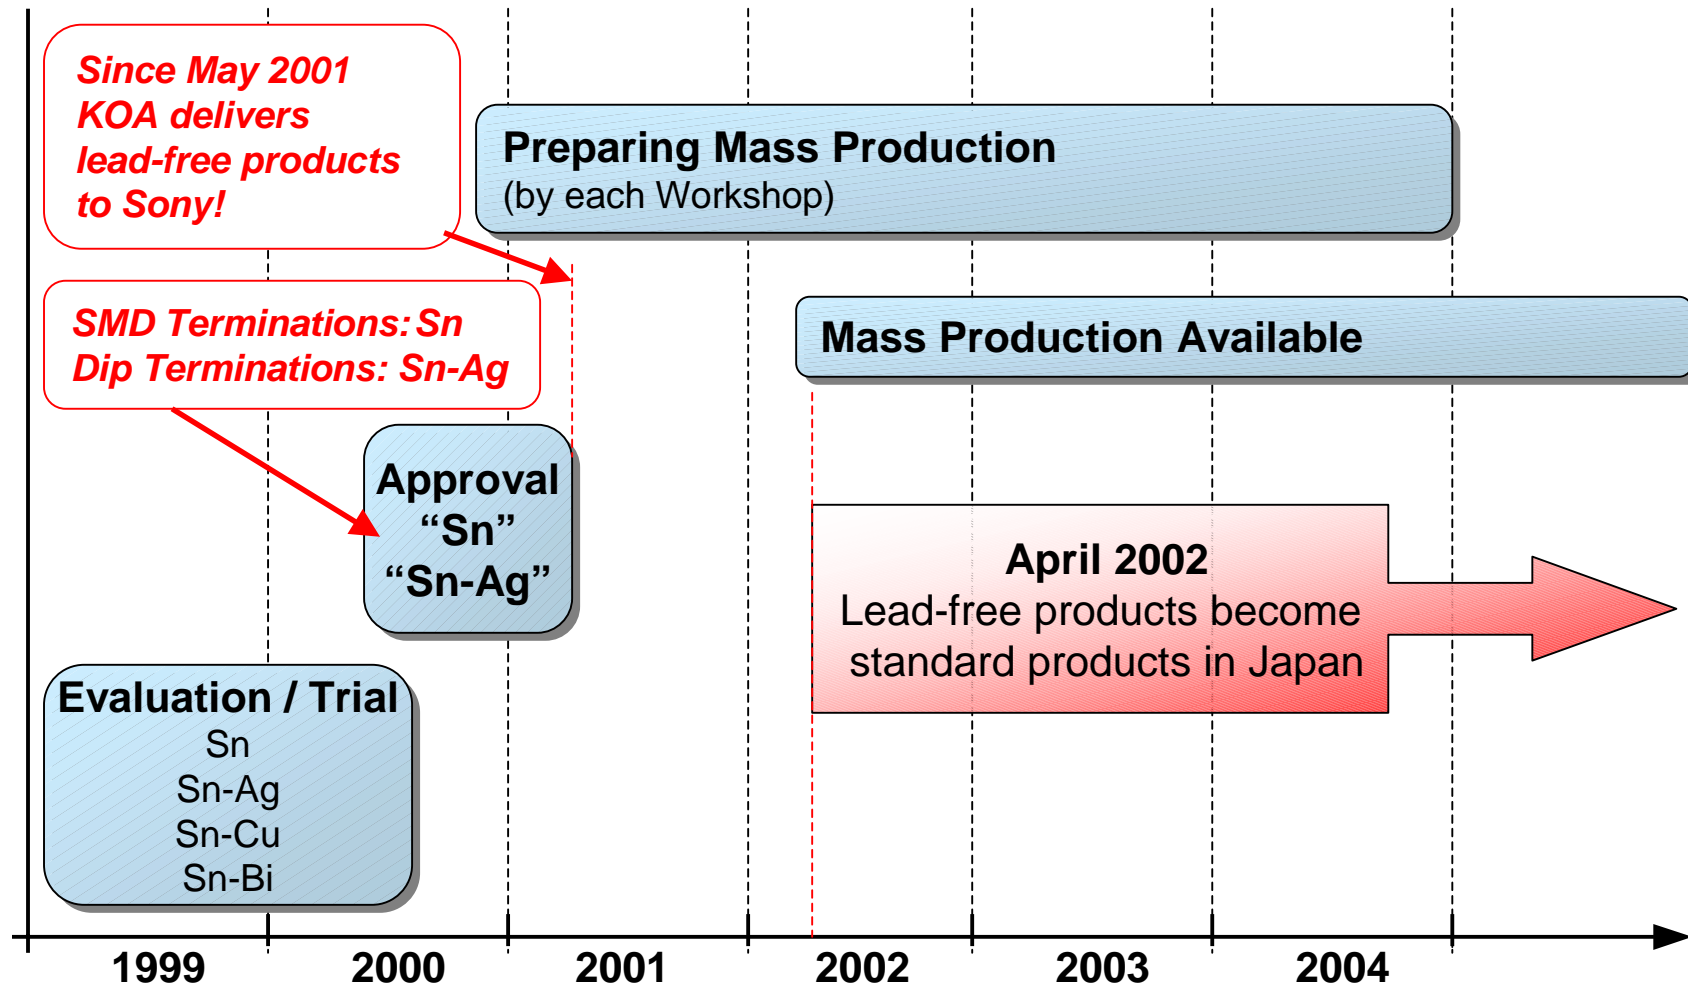 Since May 2001
KOA delivers
lead-free products
to Sony!
Preparing Mass Production
(by each Workshop)
SMD Terminations: Sn
Dip Terminations: Sn-Ag
Mass Production Available
Approval
“Sn”
“Sn-Ag”
April 2002
Lead-free products become
standard products in Japan
Evaluation / Trial
Sn
Sn-Ag
Sn-Cu
Sn-Bi
1999 2000 2001 2002 2003 2004